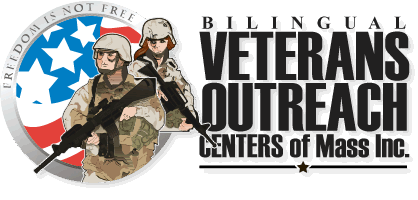 FREEDOM IS NOT FREE
BILINGUAL
VETERANS
OUTREACH
CENTERS of Mass Inc.